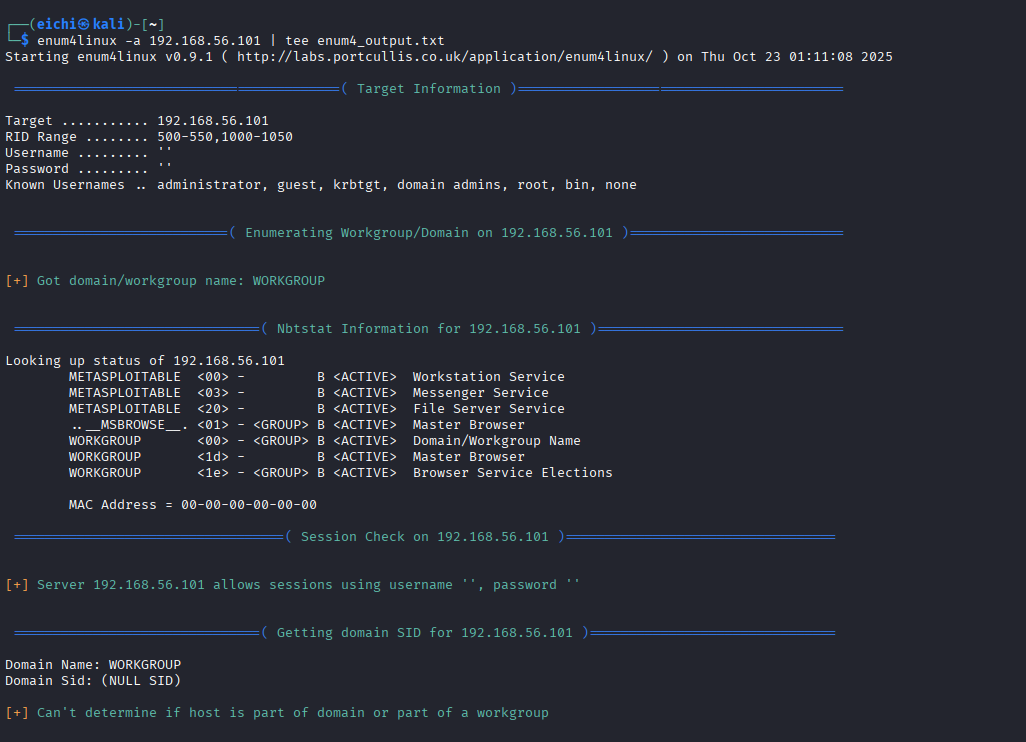 ┌──(eichi㉿kali)-[~]
└─$ enum4linux -a 192.168.56.101 | tee enum4_output.txt
Starting enum4linux v0.9.1 ( http://labs.portcullis.co.uk/application/enum4linux/ ) on Thu Oct 23 01:11:08 2025
=========================================( Target Information )=========================================
Target ........... 192.168.56.101
RID Range ........ 500-550,1000-1050
Username ......... ''
Password ......... ''
Known Usernames .. administrator, guest, krbtgt, domain admins, root, bin, none
===========================( Enumerating Workgroup/Domain on 192.168.56.101 )===========================
[+] Got domain/workgroup name: WORKGROUP
===============================( Nbtstat Information for 192.168.56.101 )===============================
Looking up status of 192.168.56.101
METASPLOITABLE  <00> -         B <ACTIVE>  Workstation Service
METASPLOITABLE  <03> -         B <ACTIVE>  Messenger Service
METASPLOITABLE  <20> -         B <ACTIVE>  File Server Service
..__MSBROWSE__. <01> - <GROUP> B <ACTIVE>  Master Browser
WORKGROUP       <00> - <GROUP> B <ACTIVE>  Domain/Workgroup Name
WORKGROUP       <1d> -         B <ACTIVE>  Master Browser
WORKGROUP       <1e> - <GROUP> B <ACTIVE>  Browser Service Elections
MAC Address = 00-00-00-00-00-00
==================================( Session Check on 192.168.56.101 )==================================
[+] Server 192.168.56.101 allows sessions using username '', password ''
===============================( Getting domain SID for 192.168.56.101 )===============================
Domain Name: WORKGROUP
Domain Sid: (NULL SID)
[+] Can't determine if host is part of domain or part of a workgroup